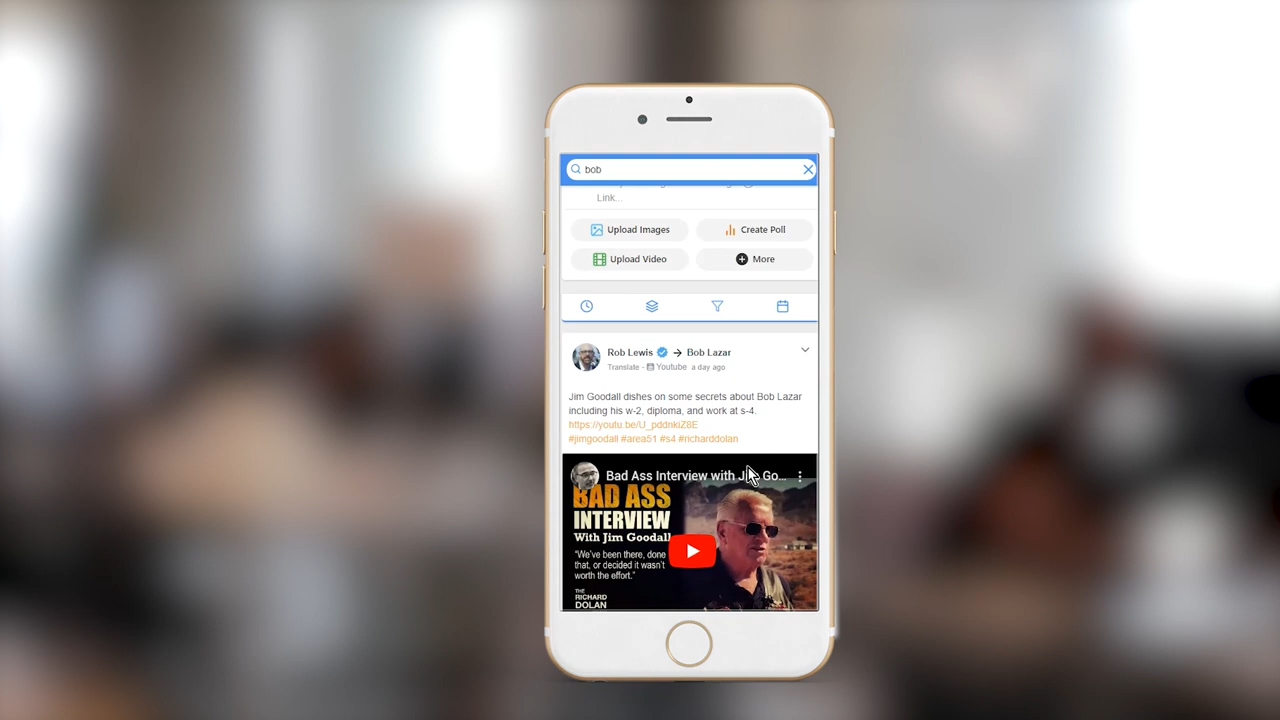 bob
Link...
Upload Images
Create Poll
Upload Video
More
Rob Lewis → Bob Lazar
Translate - Youtube a day ago
Jim Goodall dishes on some secrets about Bob Lazar
including his w-2, diploma, and work at s-4.
https://youtu.be/U_pddnkiZ8E
#jimgoodall #area51 #s4 #richarddolan
Bad Ass Interview with Jim Go...
BAD ASS
INTERVIEW
With Jim Goodall
"We've been there, done
that, or decided it wasn't
worth the effort."
THE
RICHARD
DOLAN